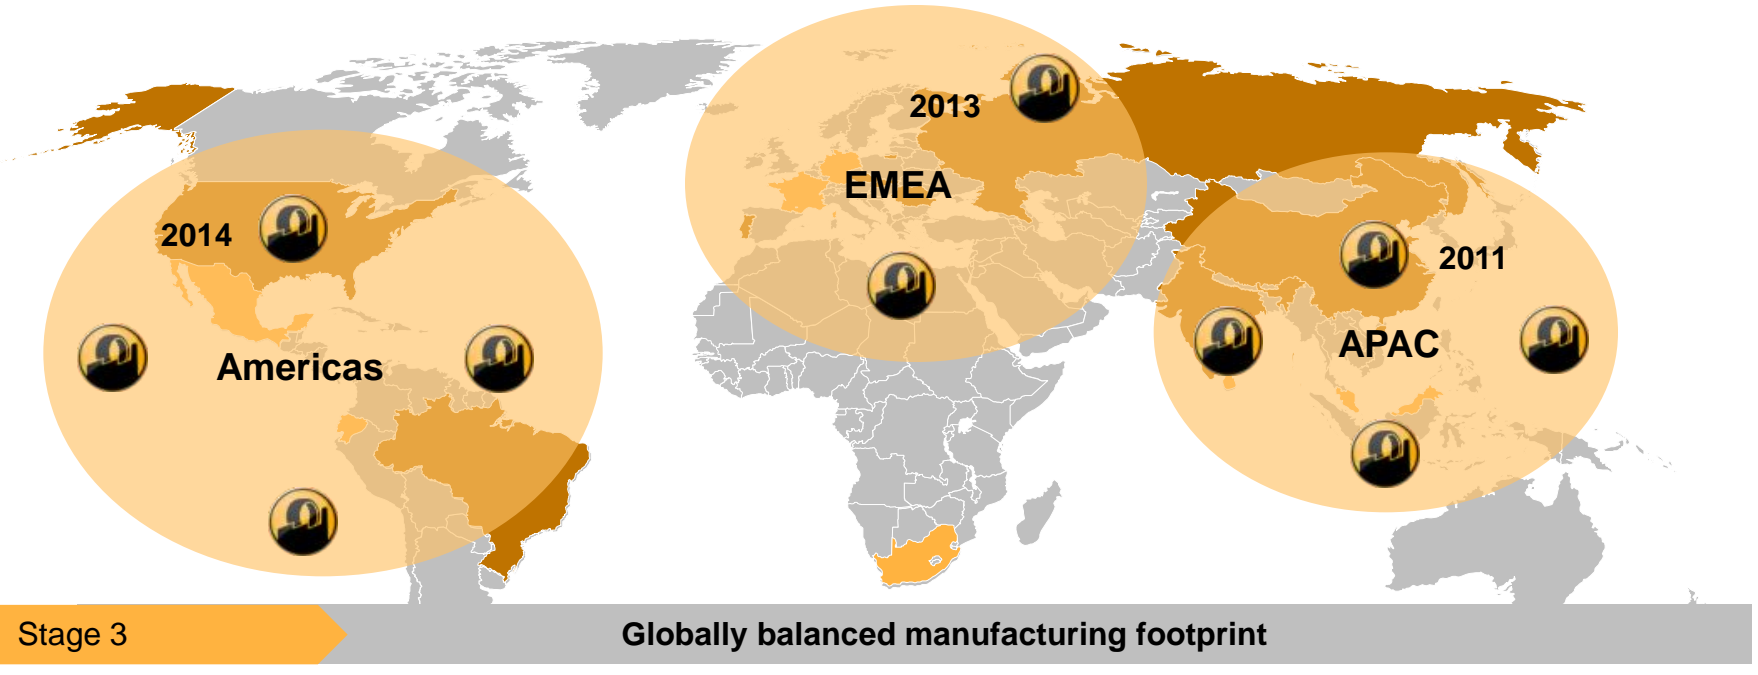 2013
EMEA
2014
2011
APAC
Americas
Stage 3
Globally balanced manufacturing footprint